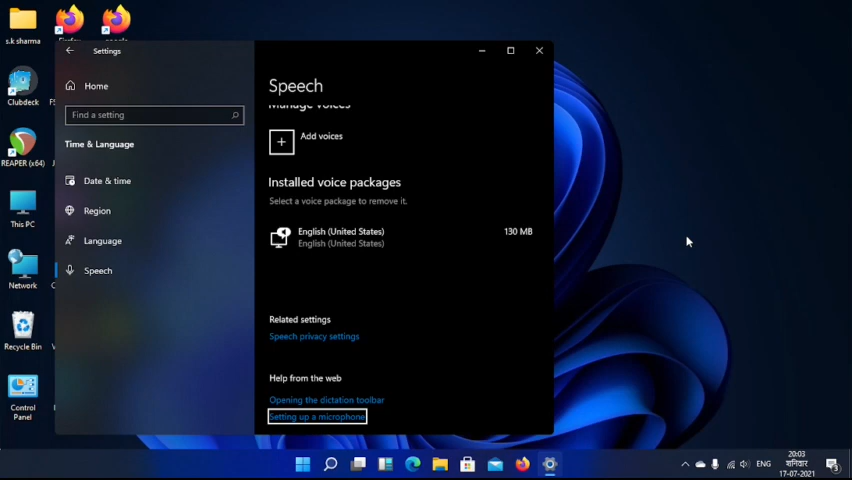 s.k sharma
Settings
Home
Find a setting
Time & Language
Date & time
Region
Language
Speech
Speech
Manage voices
Add voices
Installed voice packages
Select a voice package to remove it.
English (United States)
130 MB
English (United States)
Related settings
Speech privacy settings
Help from the web
Opening the dictation toolbar
Setting up a microphone
Clubdeck
REAPER (x64)
This PC
Network
Recycle Bin
Control
Panel
ENG
20:03
शनिवार
17-07-2021
3